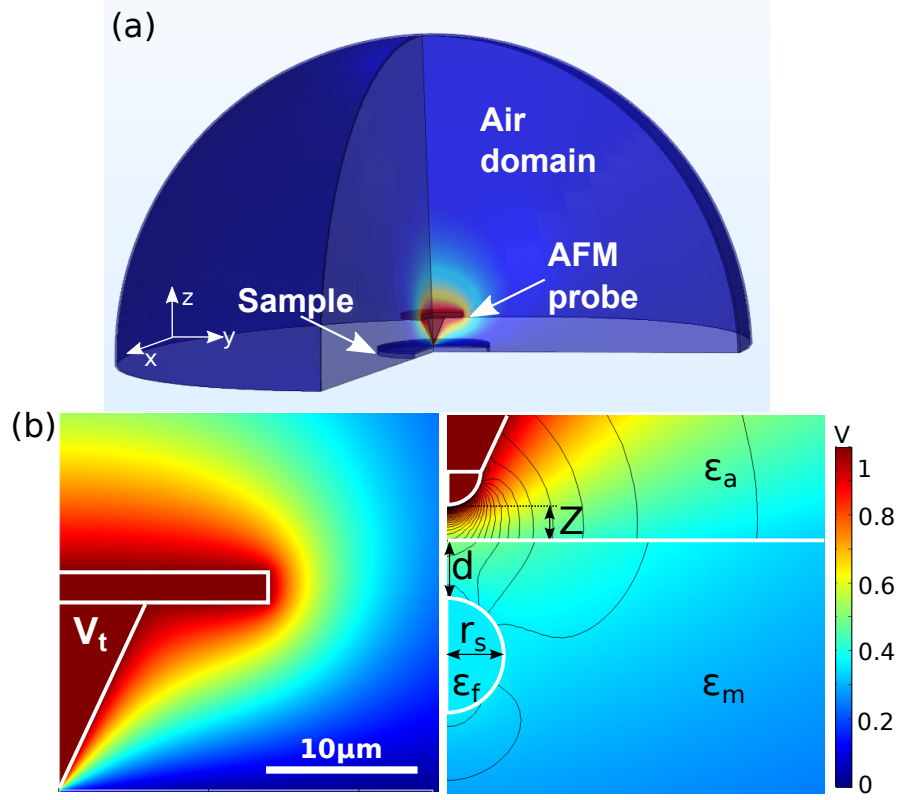 (a)
Air
domain
AFM
probe
Sample
z
y
x
(b)
V_t
10μm
ε_a
Z
d
r_s
ε_f
ε_m
V
1
0.8
0.6
0.4
0.2
0